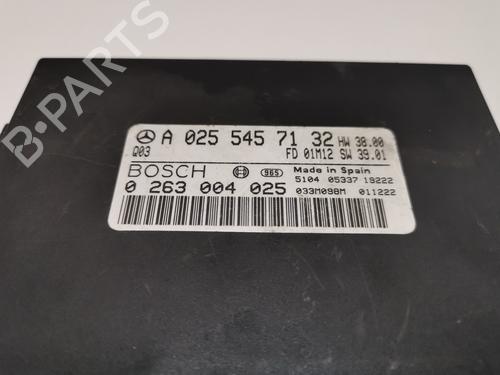 A 025 545 71 32 HW 38.00
Q03 FD 01M12 SW 39.01
BOSCH 96S Made in Spain
5104 05337 19222
0 263 004 025 033M098M 011222
B-PARTS